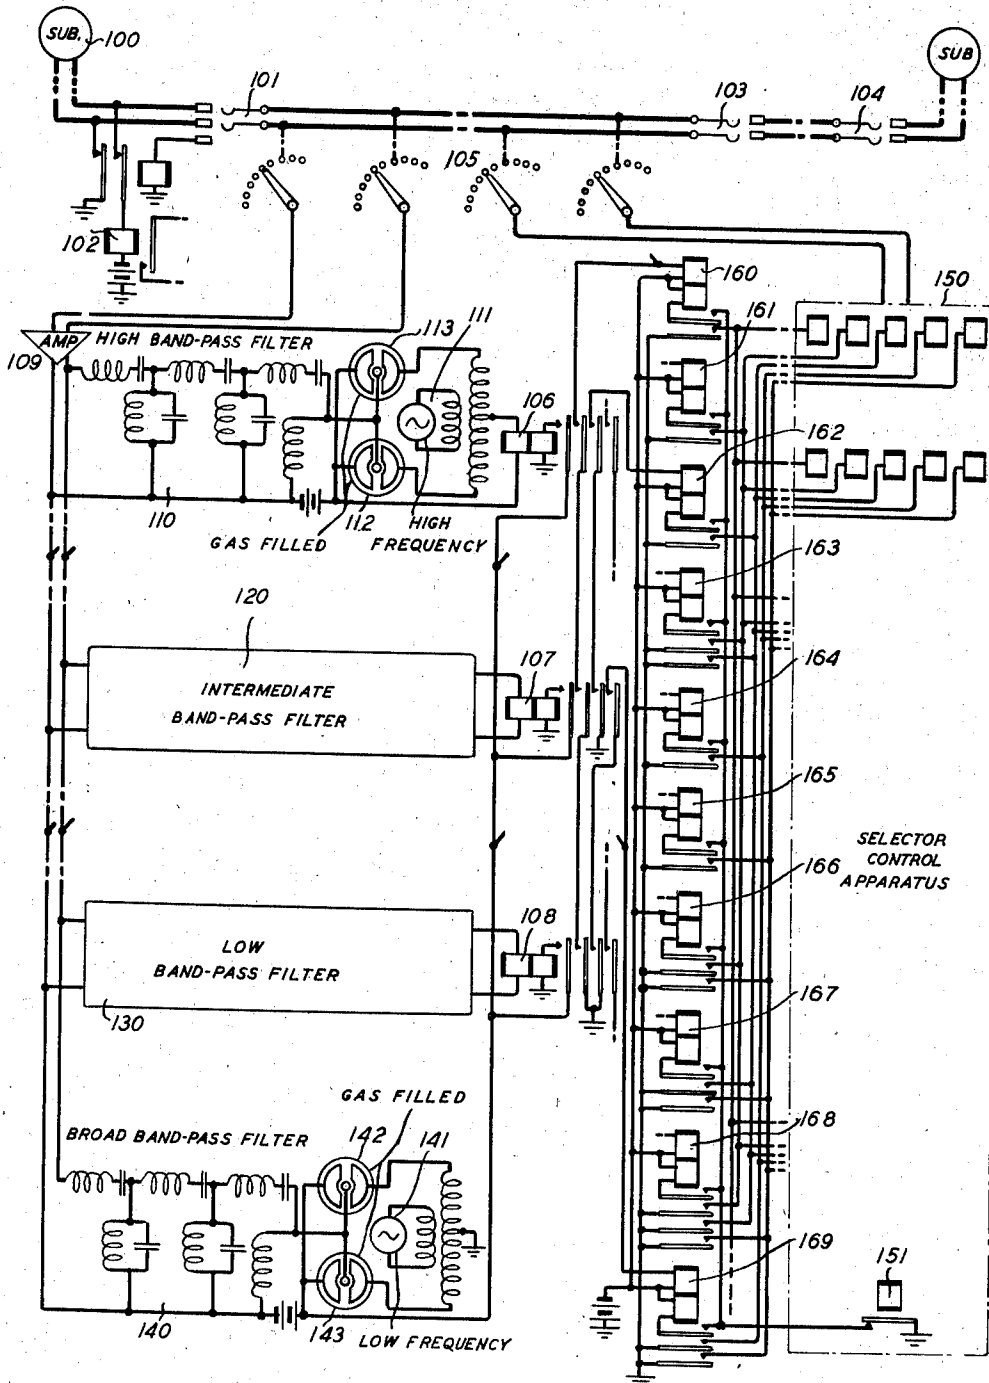 SUB.
100
SUB
101
103
104
105
102
160
150
AMP
109
HIGH BAND-PASS FILTER
113
111
161
106
162
110
112
HIGH
FREQUENCY
GAS FILLED
163
120
107
164
INTERMEDIATE
BAND-PASS FILTER
165
SELECTOR
CONTROL
APPARATUS
166
108
LOW
BAND-PASS FILTER
130
167
GAS FILLED
BROAD BAND-PASS FILTER
142
141
168
169
151
140
143
LOW FREQUENCY